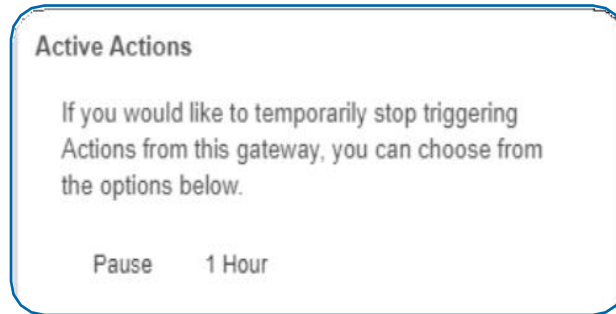 Active Actions
If you would like to temporarily stop triggering
Actions from this gateway, you can choose from
the options below.
Pause 1 Hour